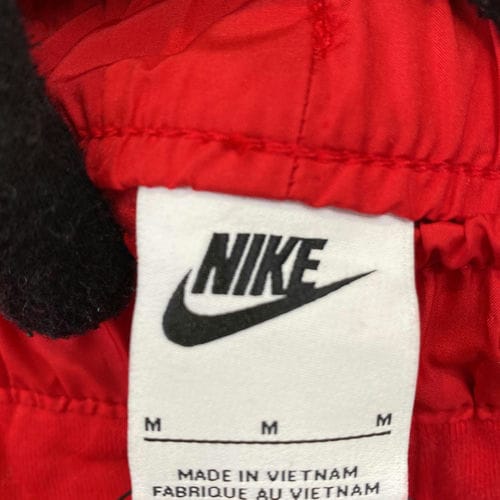 NIKE
M M M
MADE IN VIETNAM
FABRIQUE AU VIETNAM